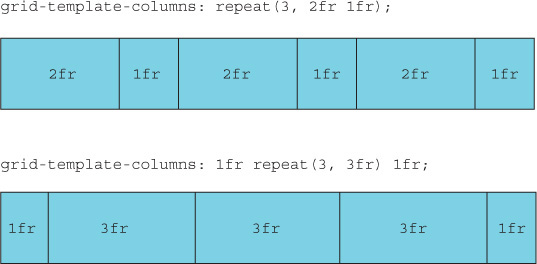 grid-template-columns: repeat(3, 2fr 1fr);
2fr 1fr 2fr 1fr 2fr 1fr
grid-template-columns: 1fr repeat(3, 3fr) 1fr;
1fr 3fr 3fr 3fr 1fr